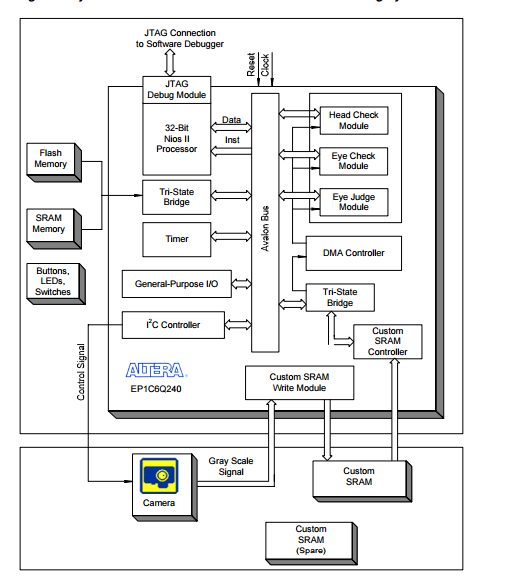 JTAG Connection
to Software Debugger
Reset
Clock
JTAG
Debug Module
32-Bit
Nios II
Processor
Data
Inst
Avalon Bus
Head Check
Module
Eye Check
Module
Eye Judge
Module
Flash
Memory
Tri-State
Bridge
SRAM
Memory
Timer
DMA Controller
Buttons,
LEDs,
Switches
General-Purpose I/O
Tri-State
Bridge
I²C Controller
Custom SRAM
Controller
Control Signal
ALTERA
EP1C6Q240
Custom SRAM
Write Module
Gray Scale
Signal
Camera
Custom
SRAM
Custom
SRAM
(Spare)